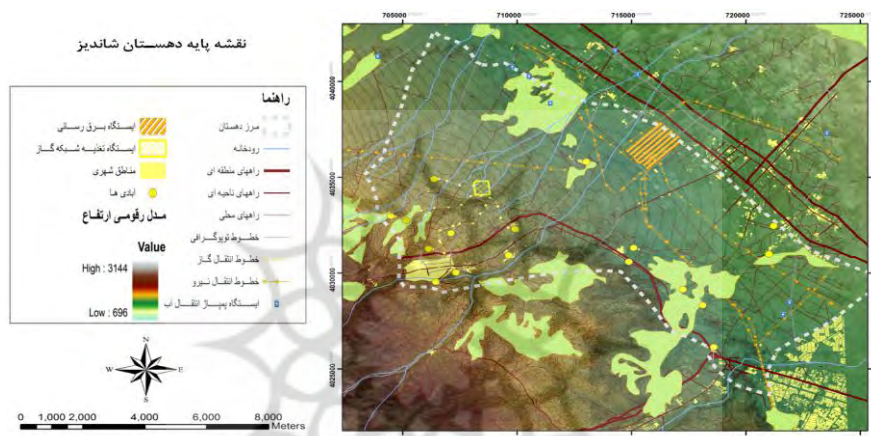 نقشه پایه دهستان شاندیز
راهنما
مرز دهستان
رودخانه
راههای منطقه ای
راههای ناحیه ای
راههای محلی
خطوط توپوگرافی
خطوط انتقال گاز
خطوط انتقال نیرو
ایستگاه پمپاژ انتقال آب
ایستگاه برق رسانی
ایستگاه تغذیه شبکه گاز
مناطق شهری
آبادی ها
مدل رقومی ارتفاع
Value
High : 3144
Low : 696
N
W E
S
0 1,000 2,000 4,000 6,000 8,000
Meters
705000 710000 715000 720000 725000
4040000
4035000
4030000
4025000